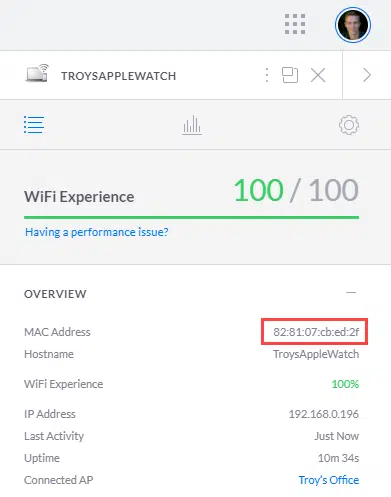 TROYSAPPLEWATCH
WiFi Experience 100 / 100
Having a performance issue?
OVERVIEW
MAC Address 82:81:07:cb:ed:2f
Hostname TroysAppleWatch
WiFi Experience 100%
IP Address 192.168.0.196
Last Activity Just Now
Uptime 10m 34s
Connected AP Troy's Office